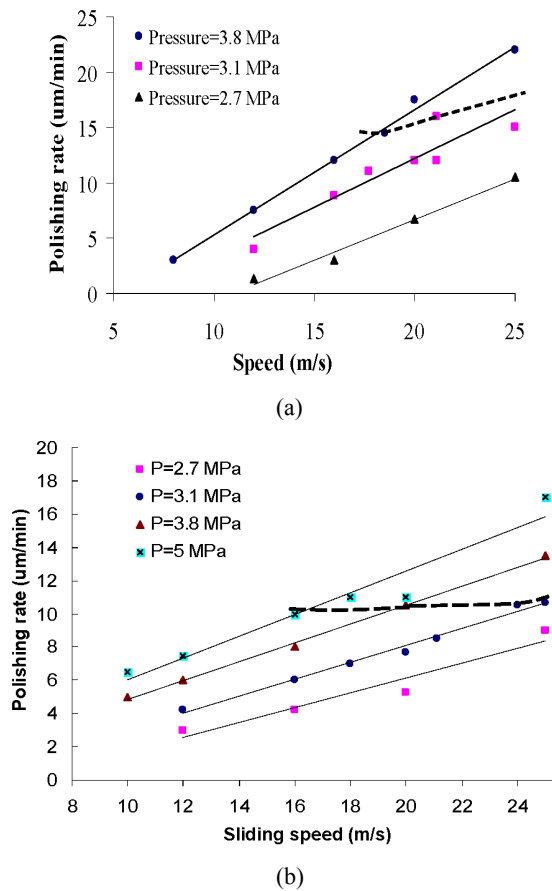 25
Pressure=3.8 MPa
Pressure=3.1 MPa
Pressure=2.7 MPa
20
15
10
5
0
Polishing rate (um/min)
5 10 15 20 25
Speed (m/s)
(a)
20
P=2.7 MPa
P=3.1 MPa
P=3.8 MPa
P=5 MPa
18
16
14
12
10
8
6
4
2
0
Polishing rate (um/min)
8 10 12 14 16 18 20 22 24
Sliding speed (m/s)
(b)